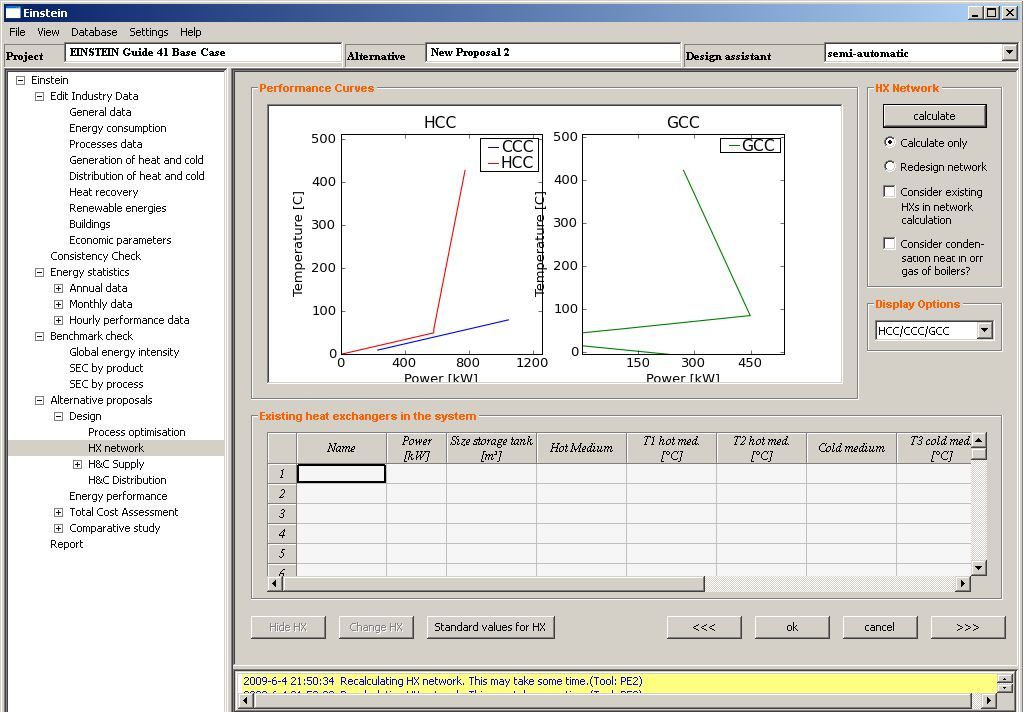 Einstein
File View Database Settings Help
Project EINSTEIN Guide 41 Base Case Alternative New Proposal 2 Design assistant semi-automatic
Einstein
Edit Industry Data
General data
Energy consumption
Processes data
Generation of heat and cold
Distribution of heat and cold
Heat recovery
Renewable energies
Buildings
Economic parameters
Consistency Check
Energy statistics
Annual data
Monthly data
Hourly performance data
Benchmark check
Global energy intensity
SEC by product
SEC by process
Alternative proposals
Design
Process optimisation
HX network
H&C Supply
H&C Distribution
Energy performance
Total Cost Assessment
Comparative study
Report
Performance Curves
HCC
CCC
HCC
Temperature [C]
500
400
300
200
100
0
0 400 800 1200
Power [kW]
GCC
GCC
Temperature [C]
500
400
300
200
100
0
150 300 450
Power [kW]
HX Network
calculate
Calculate only
Redesign network
Consider existing
HXs in network
calculation
Consider conden-
sation heat in off
gas of boilers?
Display Options
HCC/CCC/GCC
Existing heat exchangers in the system
Name Power [kW] Size storage tank [m³] Hot Medium T1 hot med. [°C] T2 hot med. [°C] Cold medium T3 cold med. [°C]
1
2
3
4
5
6
Hide HX Change HX Standard values for HX <<< ok cancel >>>
2009-6-4 21:50:34 Recalculating HX network. This may take some time.(Tool: PE2)